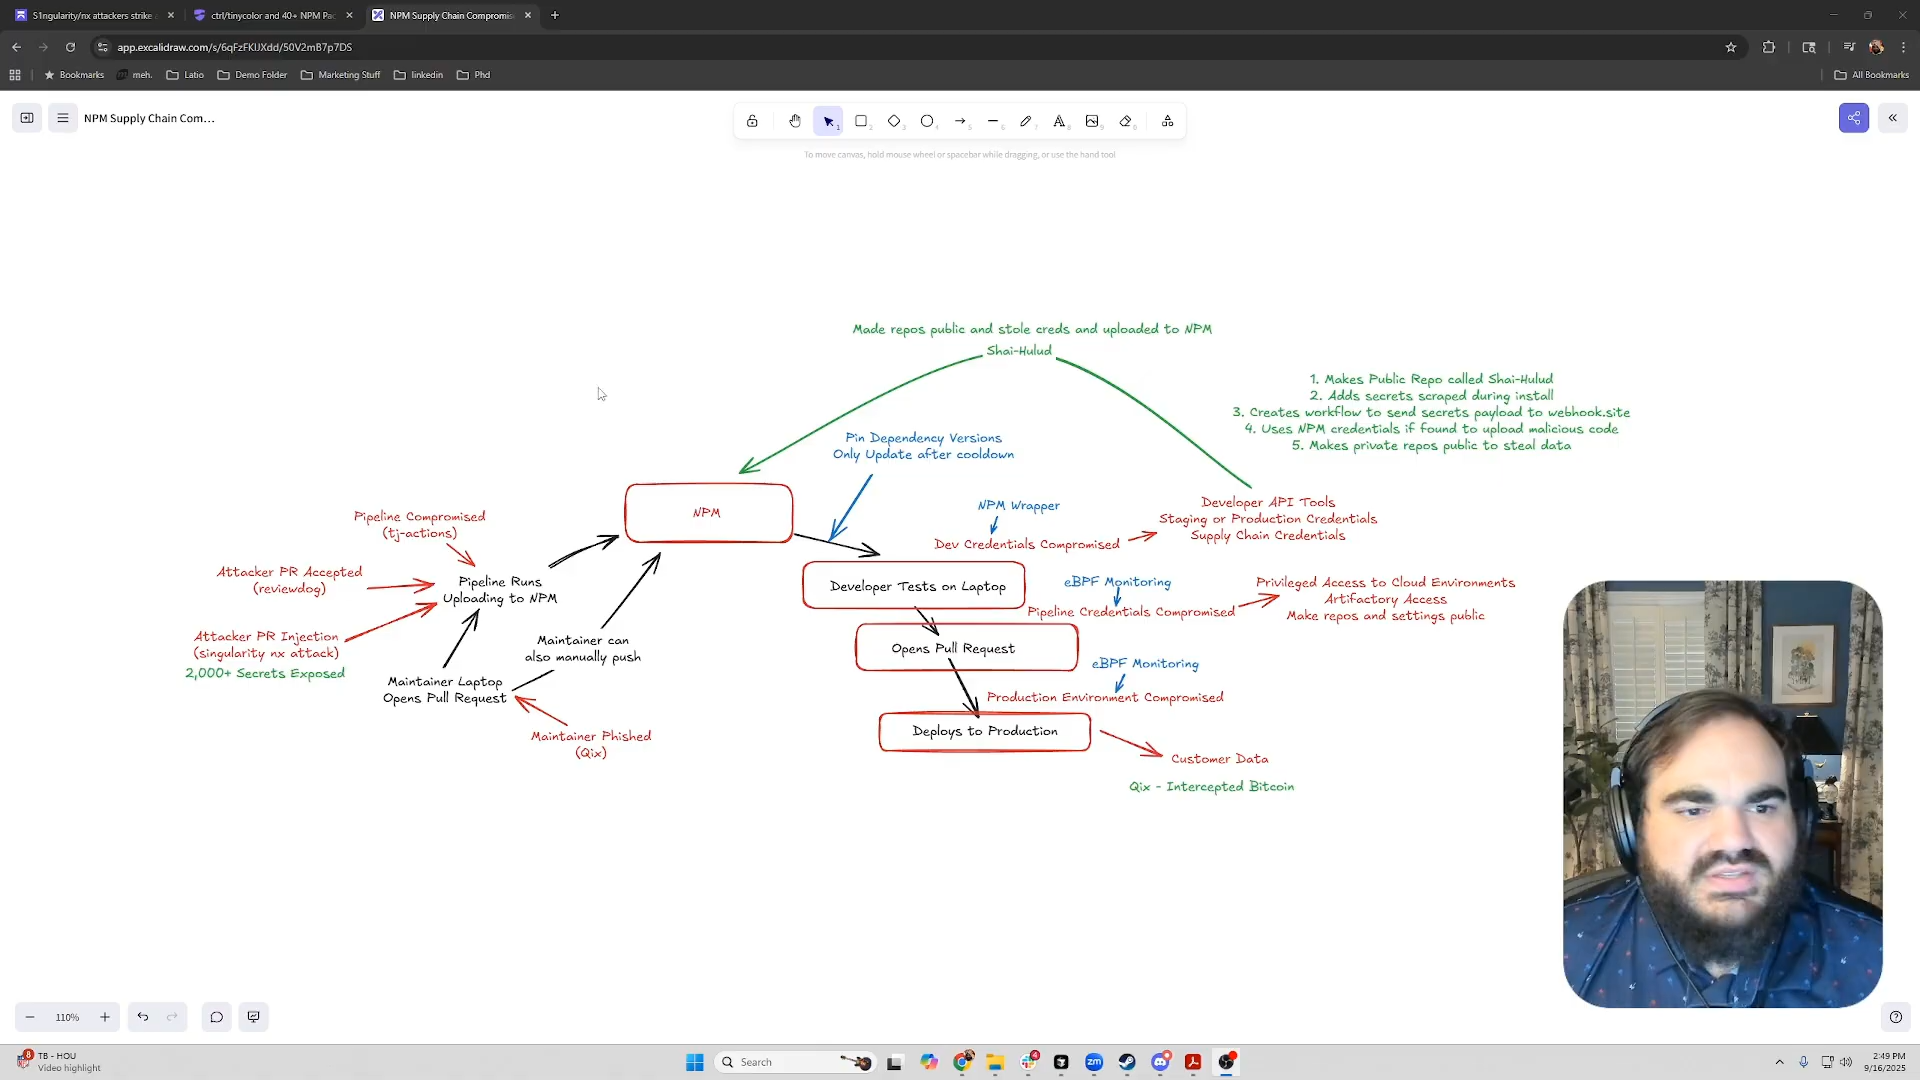 S1ngularity/nx attackers strike
ctrl/tinycolor and 40+ NPM Pac
NPM Supply Chain Compromis
app.excalidraw.com/s/6qFzFKIJXdd/50V2mB7p7DS
Bookmarks
meh.
Latio
Demo Folder
Marketing Stuff
linkedin
Phd
All Bookmarks
NPM Supply Chain Com...
To move canvas, hold mouse wheel or spacebar while dragging, or use the hand tool
Made repos public and stole creds and uploaded to NPM
Shai-Hulud
1. Makes Public Repo called Shai-Hulud
2. Adds secrets scraped during install
3. Creates workflow to send secrets payload to webhook.site
4. Uses NPM credentials if found to upload malicious code
5. Makes private repos public to steal data
Pin Dependency Versions
Only Update after cooldown
NPM
NPM Wrapper
Dev Credentials Compromised
Developer API Tools
Staging or Production Credentials
Supply Chain Credentials
Pipeline Compromised
(tj-actions)
Attacker PR Accepted
(reviewdog)
Pipeline Runs
Uploading to NPM
Attacker PR Injection
(singularity nx attack)
2,000+ Secrets Exposed
Maintainer can
also manually push
Maintainer Laptop
Opens Pull Request
Maintainer Phished
(Qix)
Developer Tests on Laptop
eBPF Monitoring
Pipeline Credentials Compromised
Privileged Access to Cloud Environments
Artifactory Access
Make repos and settings public
Opens Pull Request
eBPF Monitoring
Production Environment Compromised
Deploys to Production
Customer Data
Qix - Intercepted Bitcoin
110%
TB - HOU
Video highlight
Search
2:49 PM
9/16/2025